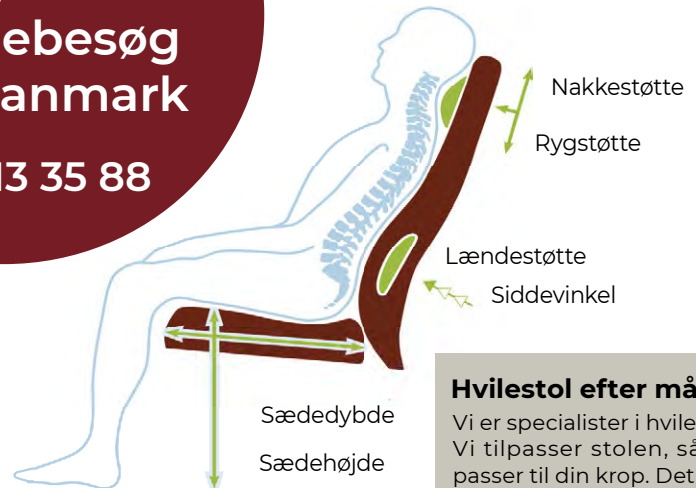 ebesøg
anmark
13 35 88
Nakkestøtte
Rygstøtte
Lændestøtte
Siddevinkel
Sædedybde
Sædehøjde
Hvilestol efter må
Vi er specialister i hvile
Vi tilpasser stolen, så
passer til din krop. Det